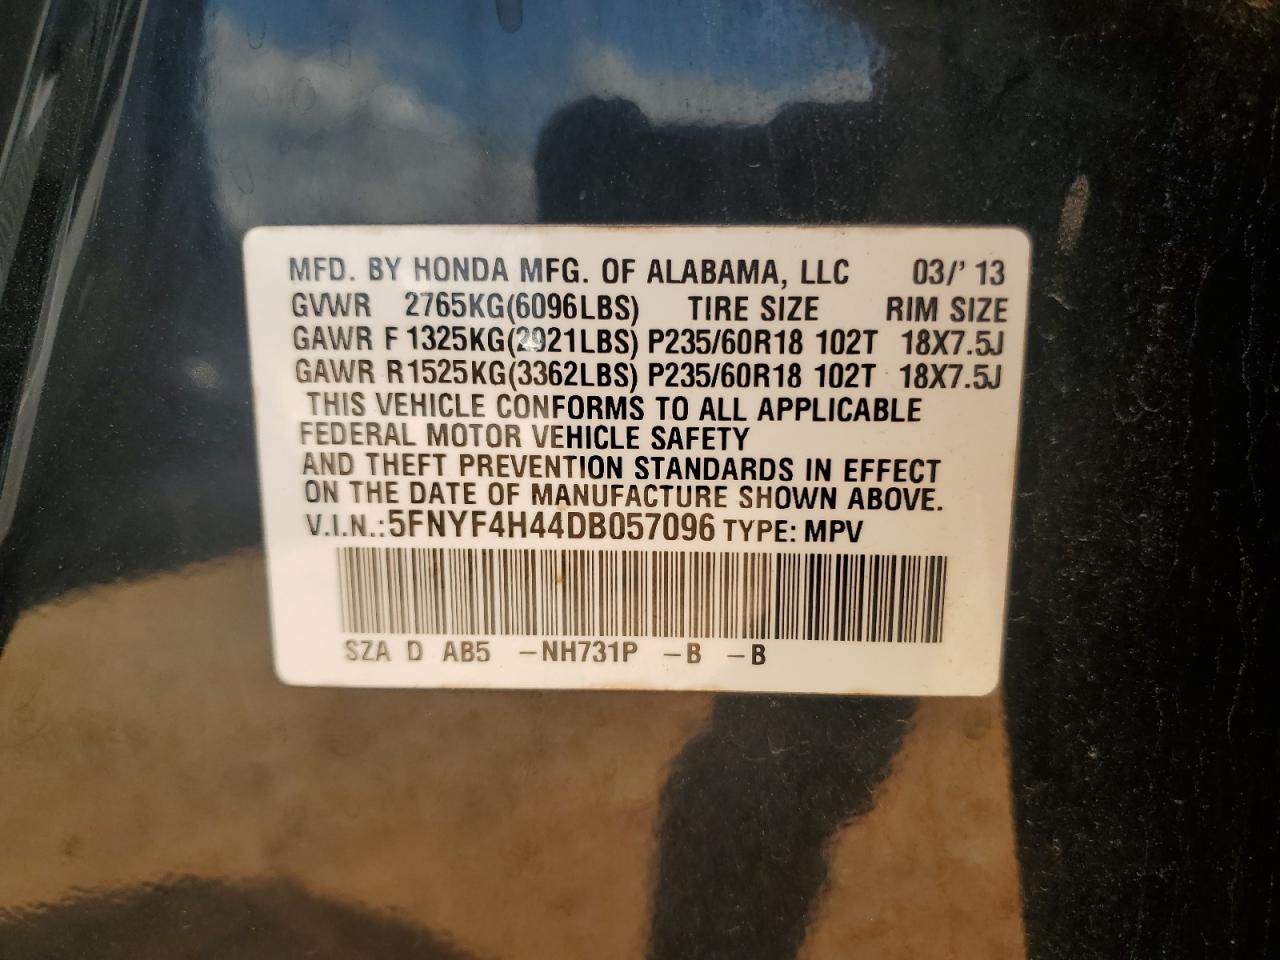 MFD. BY HONDA MFG. OF ALABAMA, LLC 03/' 13
GVWR 2765KG(6096LBS) TIRE SIZE RIM SIZE
GAWR F 1325KG(2921LBS) P235/60R18 102T 18X7.5J
GAWR R1525KG(3362LBS) P235/60R18 102T 18X7.5J
THIS VEHICLE CONFORMS TO ALL APPLICABLE
FEDERAL MOTOR VEHICLE SAFETY
AND THEFT PREVENTION STANDARDS IN EFFECT
ON THE DATE OF MANUFACTURE SHOWN ABOVE.
V.I.N.:5FNYF4H44DB057096 TYPE: MPV
SZA D AB5 -NH731P -B -B